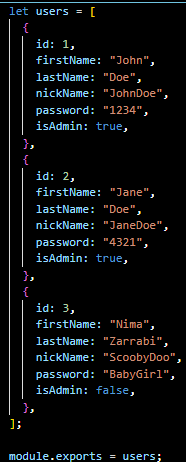 let users = [
  {
    id: 1,
    firstName: "John",
    lastName: "Doe",
    nickName: "JohnDoe",
    password: "1234",
    isAdmin: true,
  },
  {
    id: 2,
    firstName: "Jane",
    lastName: "Doe",
    nickName: "JaneDoe",
    password: "4321",
    isAdmin: true,
  },
  {
    id: 3,
    firstName: "Nima",
    lastName: "Zarrabi",
    nickName: "ScoobyDoo",
    password: "BabyGirl",
    isAdmin: false,
  },
];

module.exports = users;